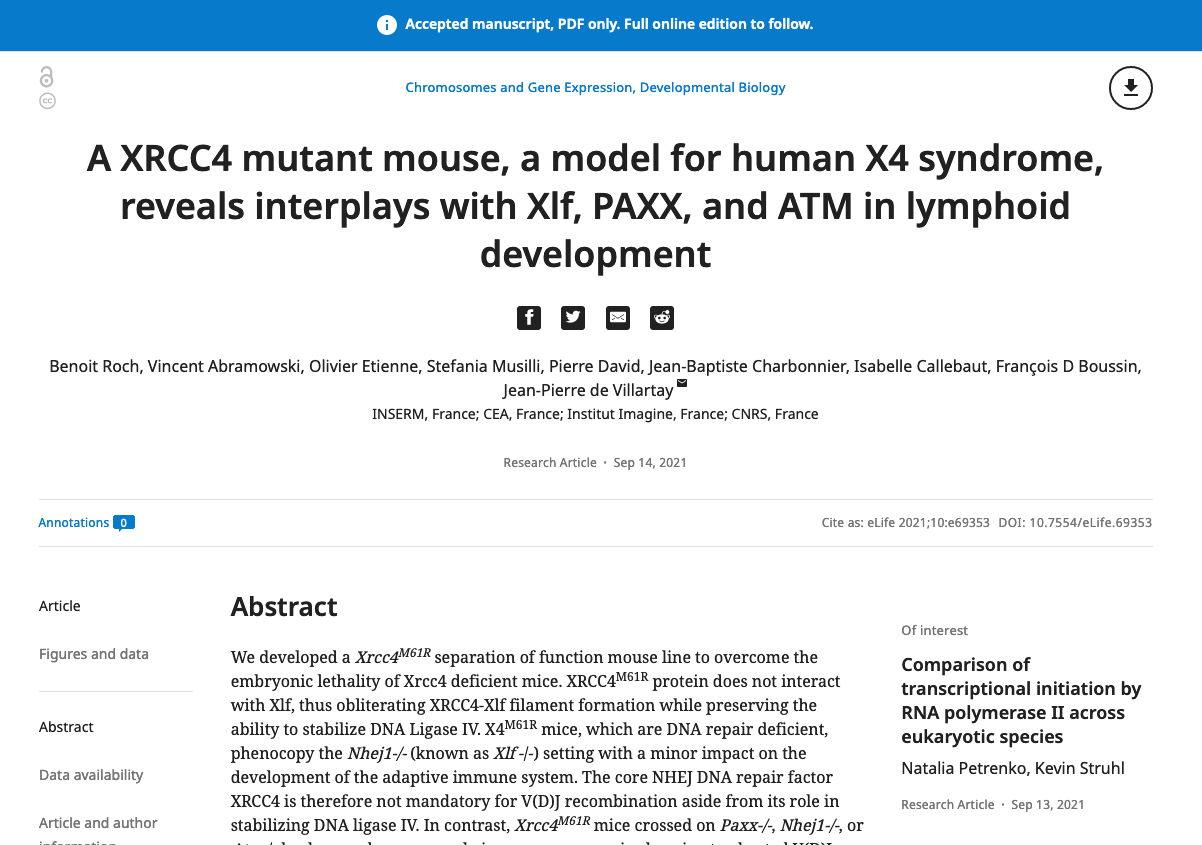 Accepted manuscript, PDF only. Full online edition to follow.
Chromosomes and Gene Expression, Developmental Biology
A XRCC4 mutant mouse, a model for human X4 syndrome,
reveals interplays with Xlf, PAXX, and ATM in lymphoid
development
Benoit Roch, Vincent Abramowski, Olivier Etienne, Stefania Musilli, Pierre David, Jean-Baptiste Charbonnier, Isabelle Callebaut, François D Boussin,
Jean-Pierre de Villartay
INSERM, France; CEA, France; Institut Imagine, France; CNRS, France
Research Article · Sep 14, 2021
Annotations 0
Cite as: eLife 2021;10:e69353 DOI: 10.7554/eLife.69353
Article
Figures and data
Abstract
Data availability
Article and author
Abstract
We developed a Xrcc4M61R separation of function mouse line to overcome the
embryonic lethality of Xrcc4 deficient mice. XRCC4M61R protein does not interact
with Xlf, thus obliterating XRCC4-Xlf filament formation while preserving the
ability to stabilize DNA Ligase IV. X4M61R mice, which are DNA repair deficient,
phenocopy the Nhej1-/- (known as Xlf -/-) setting with a minor impact on the
development of the adaptive immune system. The core NHEJ DNA repair factor
XRCC4 is therefore not mandatory for V(D)J recombination aside from its role in
stabilizing DNA ligase IV. In contrast, Xrcc4M61R mice crossed on Paxx-/-, Nhej1-/-, or
Of interest
Comparison of
transcriptional initiation by
RNA polymerase II across
eukaryotic species
Natalia Petrenko, Kevin Struhl
Research Article · Sep 13, 2021